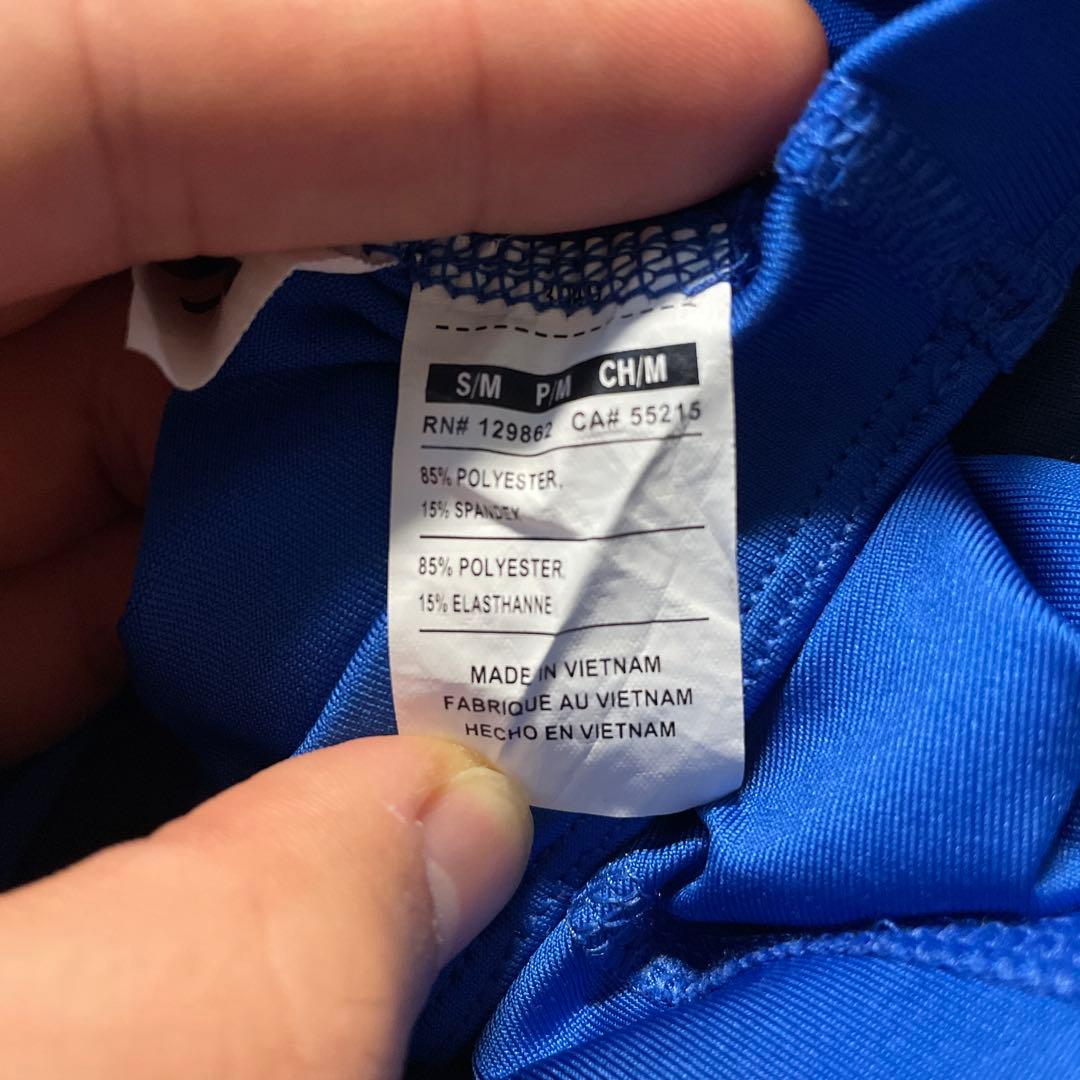 S/M P/M CH/M
RN# 129862 CA# 55215
85% POLYESTER,
15% SPANDEX
85% POLYESTER,
15% ELASTHANNE
MADE IN VIETNAM
FABRIQUE AU VIETNAM
HECHO EN VIETNAM